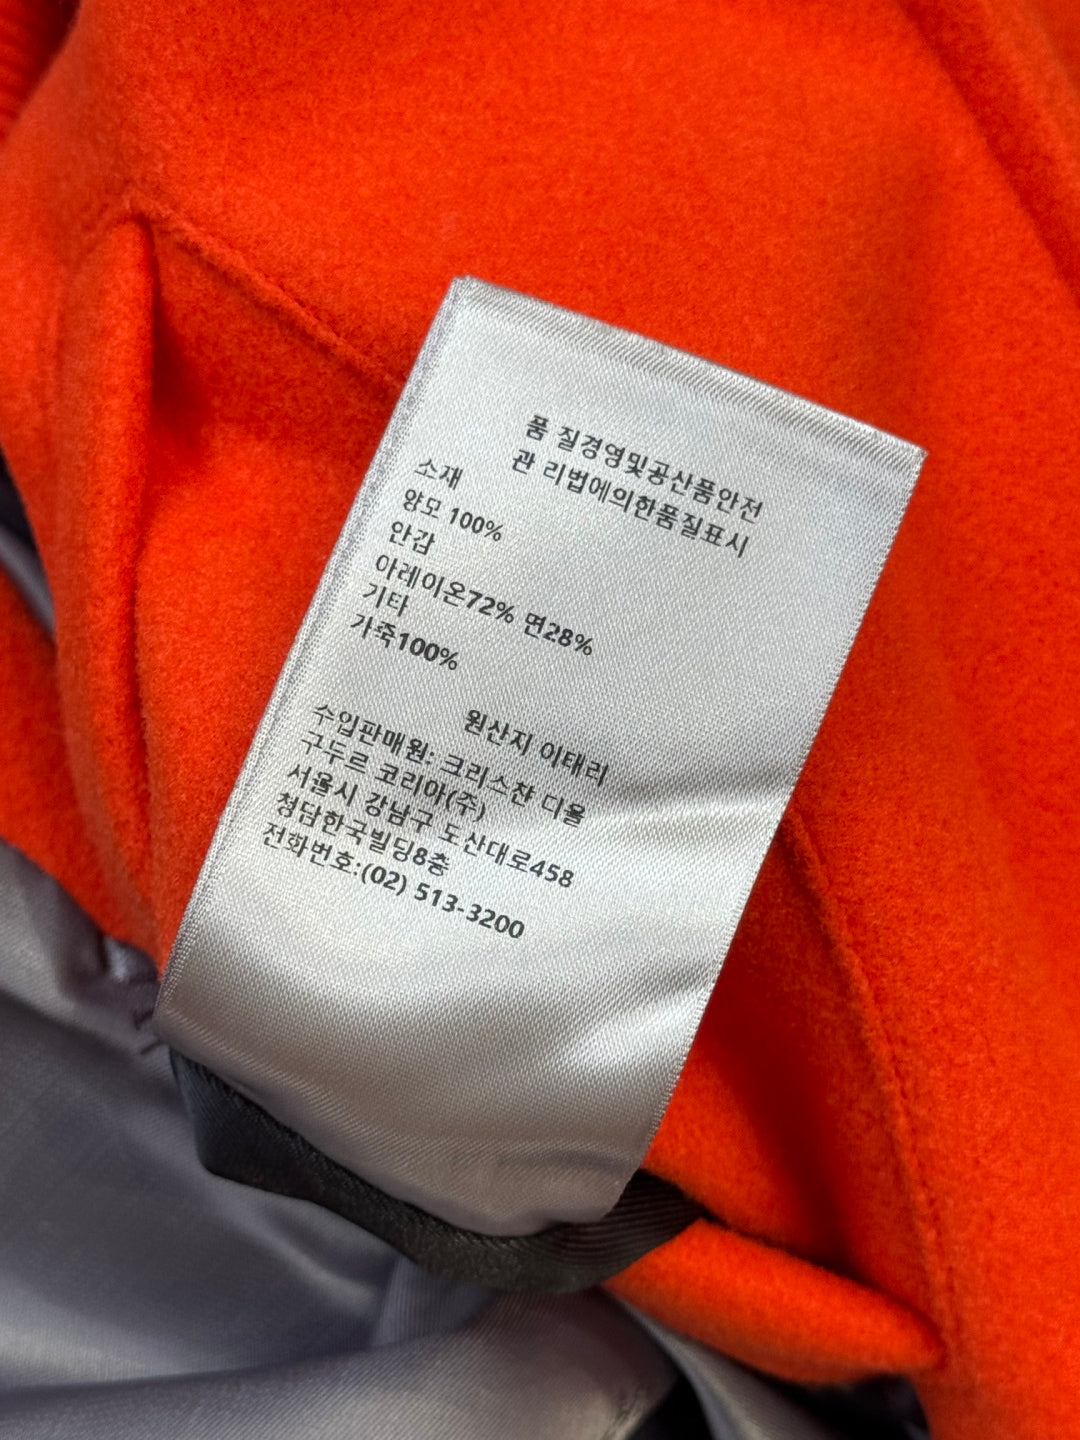 품 질경영및공산품안전
관 리법에의한품질표시
소재
양모 100%
안감
아레이온72% 면28%
기타
가죽100%
원산지 이태리
수입판매원: 크리스챤 디올
구두르 코리아(주)
서울시 강남구 도산대로458
청담한국빌딩8층
전화번호:(02) 513-3200